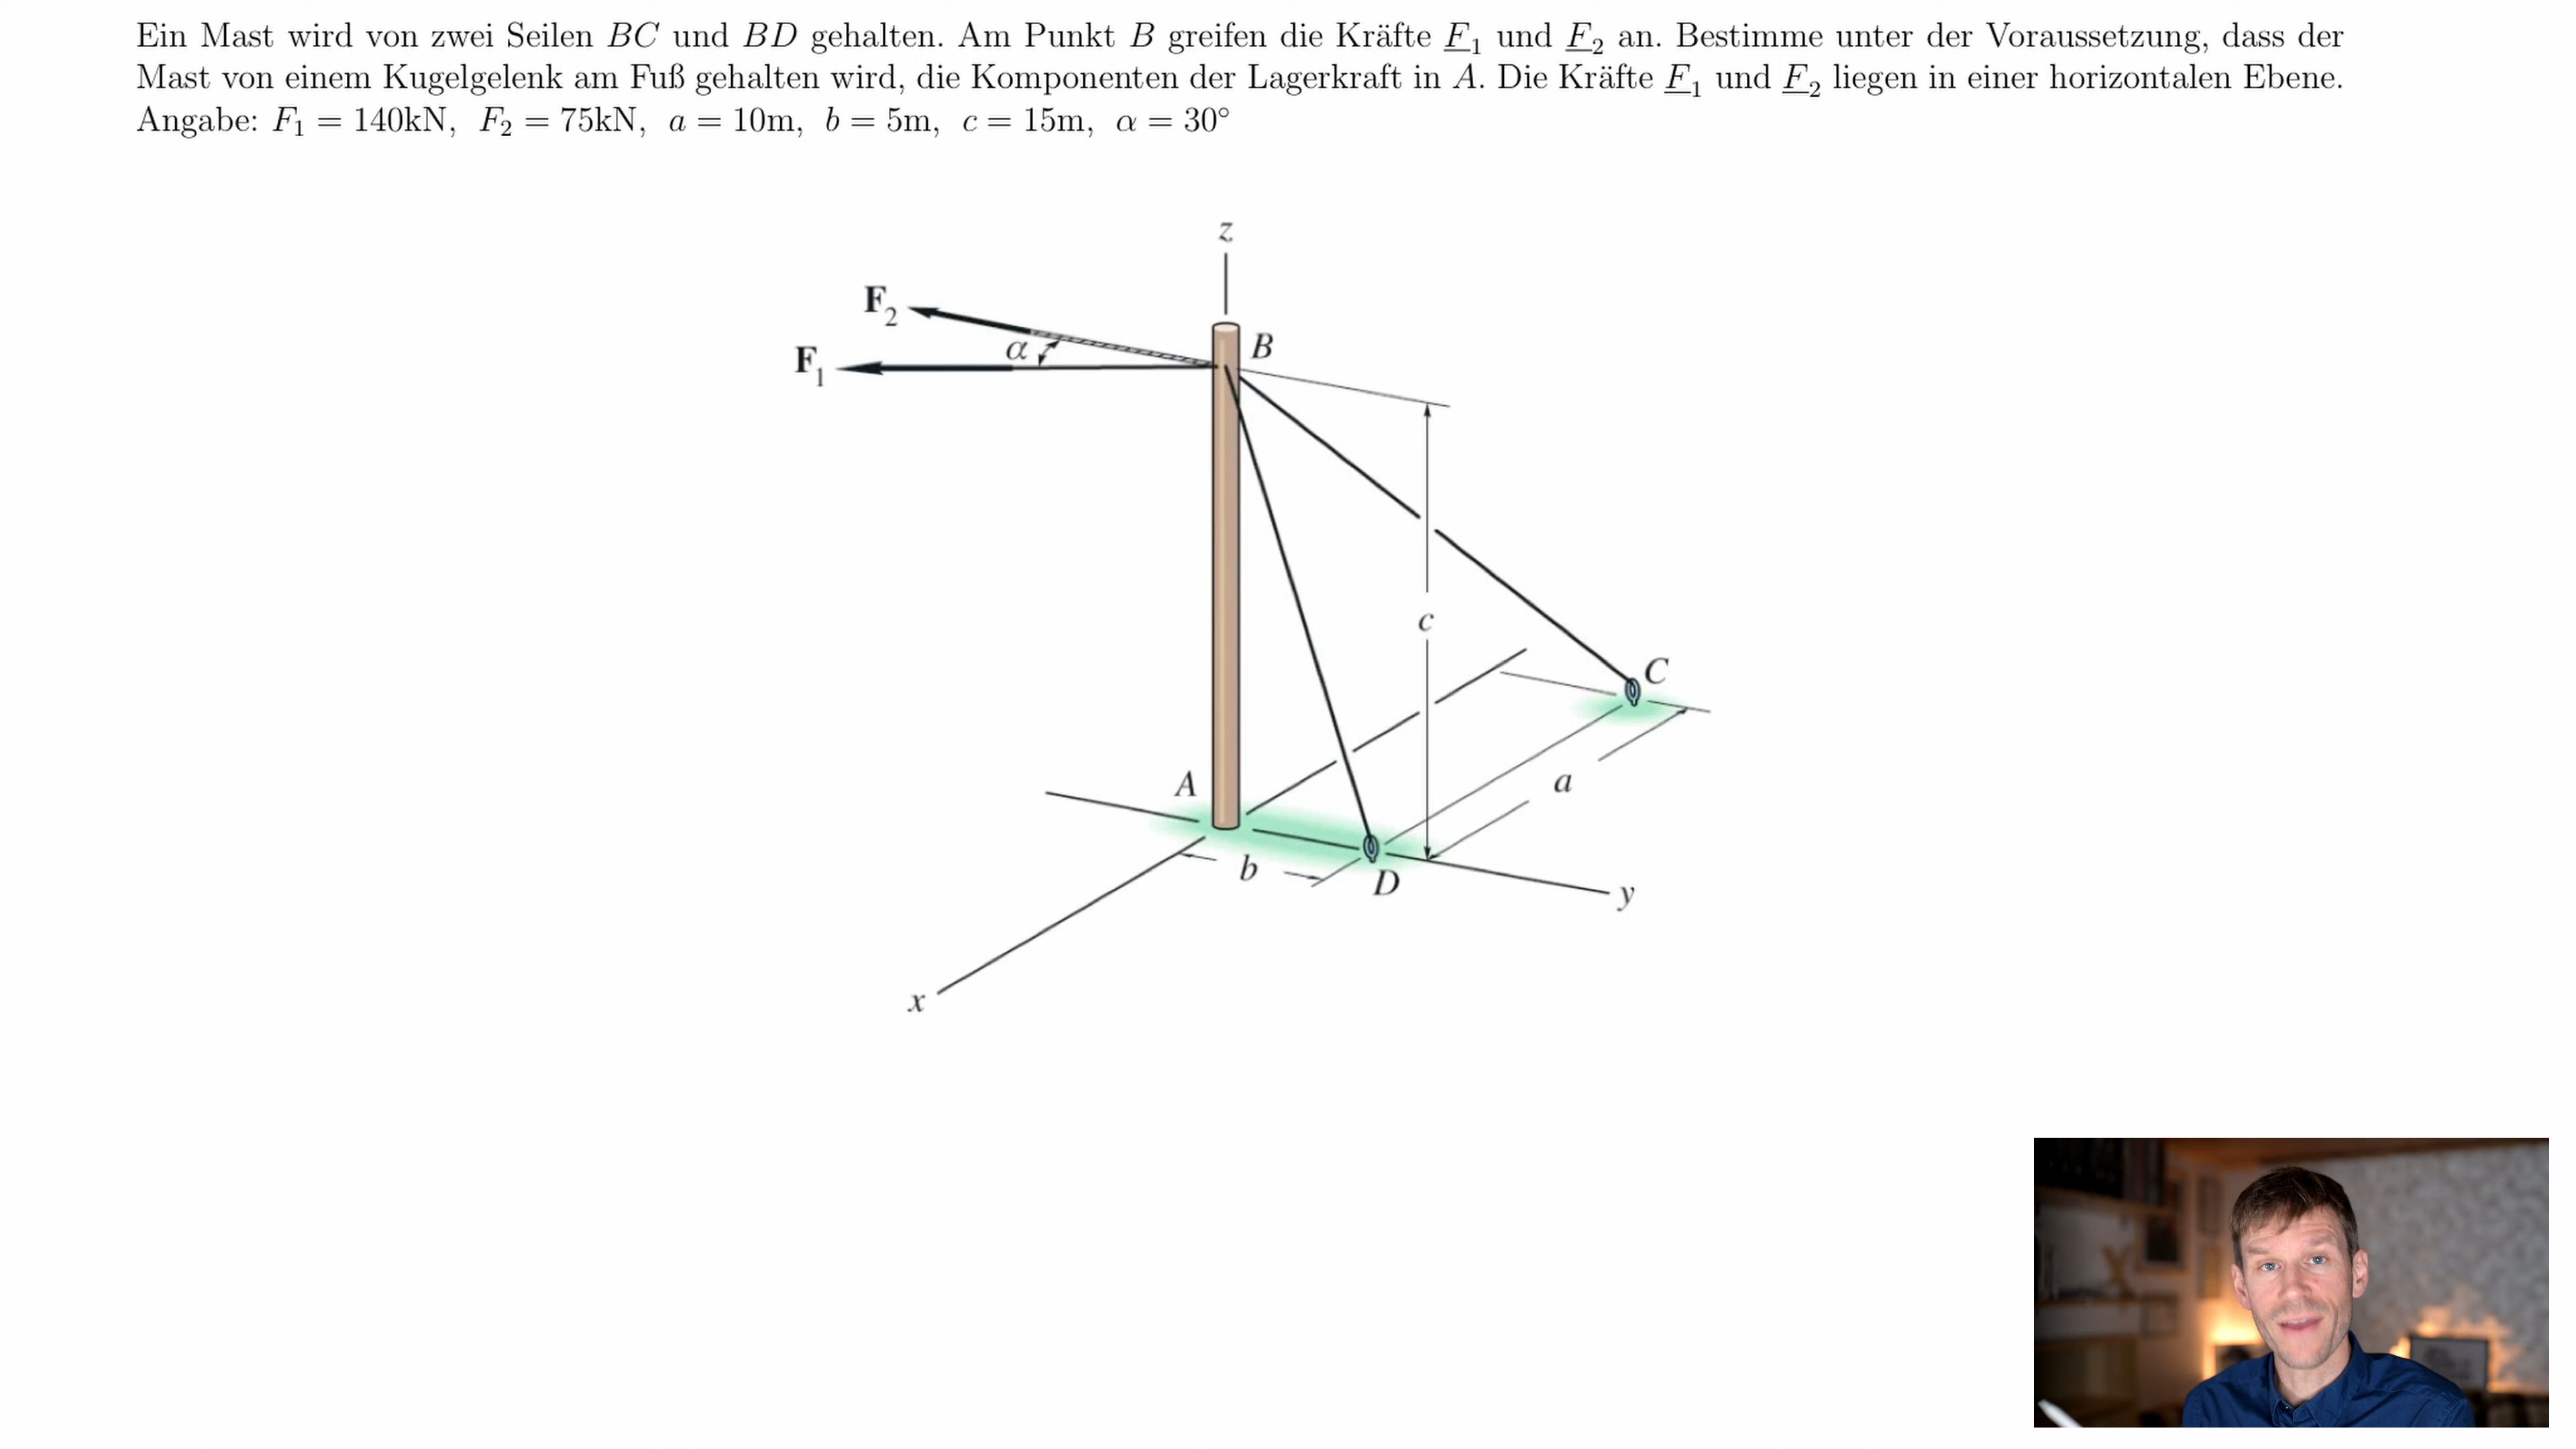 Ein Mast wird von zwei Seilen BC und BD gehalten. Am Punkt B greifen die Kräfte F₁ und F₂ an. Bestimme unter der Voraussetzung, dass der
Mast von einem Kugelgelenk am Fuß gehalten wird, die Komponenten der Lagerkraft in A. Die Kräfte F₁ und F₂ liegen in einer horizontalen Ebene.
Angabe: F₁ = 140kN, F₂ = 75kN, a = 10m, b = 5m, c = 15m, α = 30°
z
F₂
B
α
F₁
c
C
A
a
b
D
y
x